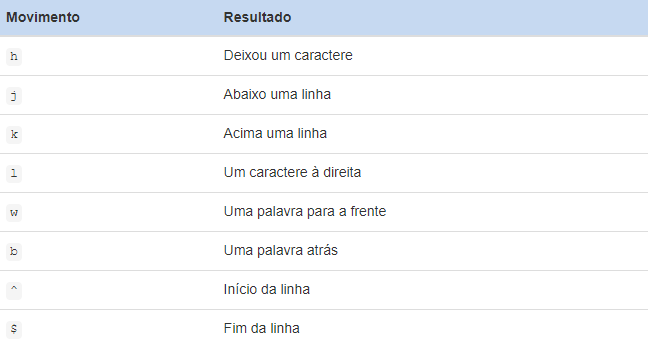 Movimento Resultado
h Deixou um caractere
j Abaixo uma linha
k Acima uma linha
l Um caractere à direita
w Uma palavra para a frente
b Uma palavra atrás
^ Início da linha
$ Fim da linha